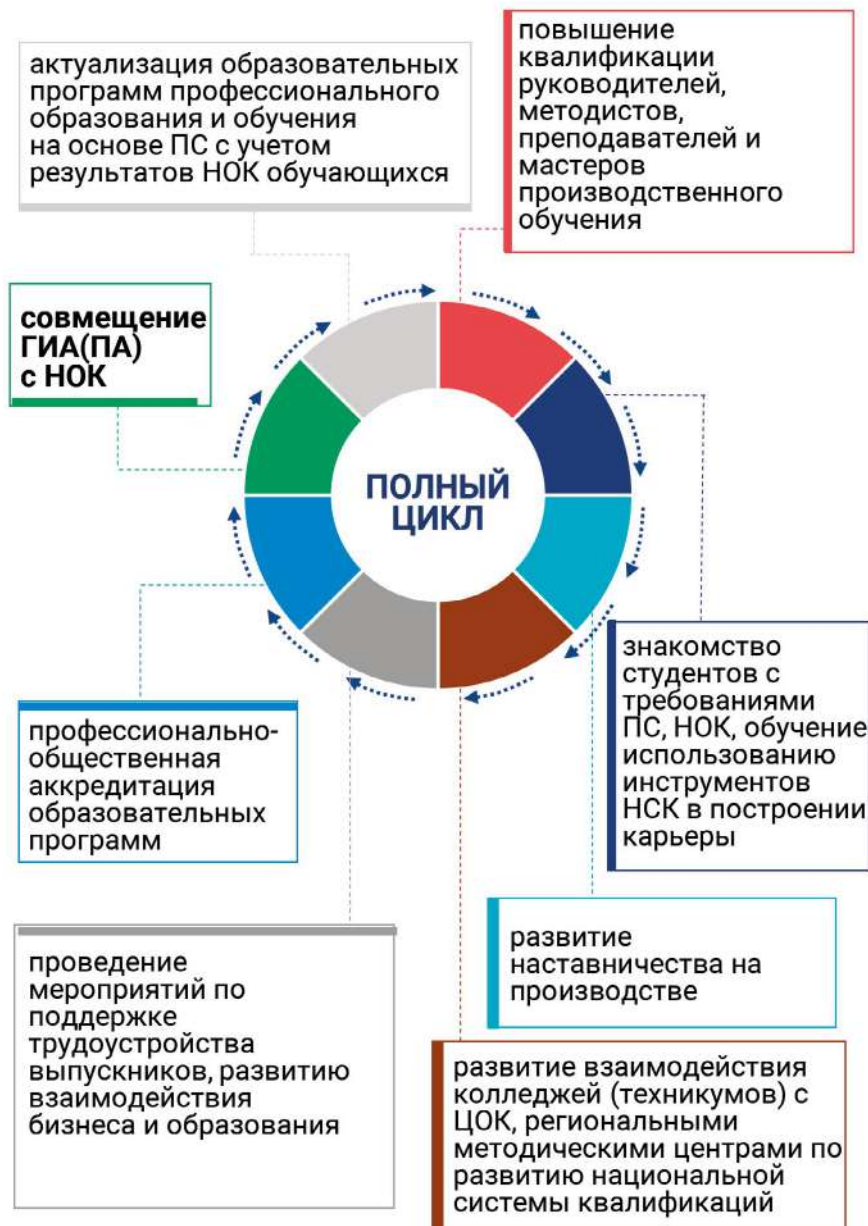 актуализация образовательных
программ профессионального
образования и обучения
на основе ПС с учетом
результатов НОК обучающихся
повышение
квалификации
руководителей,
методистов,
преподавателей и
мастеров
производственного
обучения
совмещение
ГИА(ПА)
с НОК
ПОЛНЫЙ
ЦИКЛ
знакомство
студентов с
требованиями
ПС, НОК, обучение
использованию
инструментов
НСК в построении
карьеры
профессионально-
общественная
аккредитация
образовательных
программ
развитие
наставничества на
производстве
проведение
мероприятий по
поддержке
трудоустройства
выпускников, развитию
взаимодействия
бизнеса и образования
развитие взаимодействия
колледжей (техникумов) с
ЦОК, региональными
методическими центрами по
развитию национальной
системы квалификаций